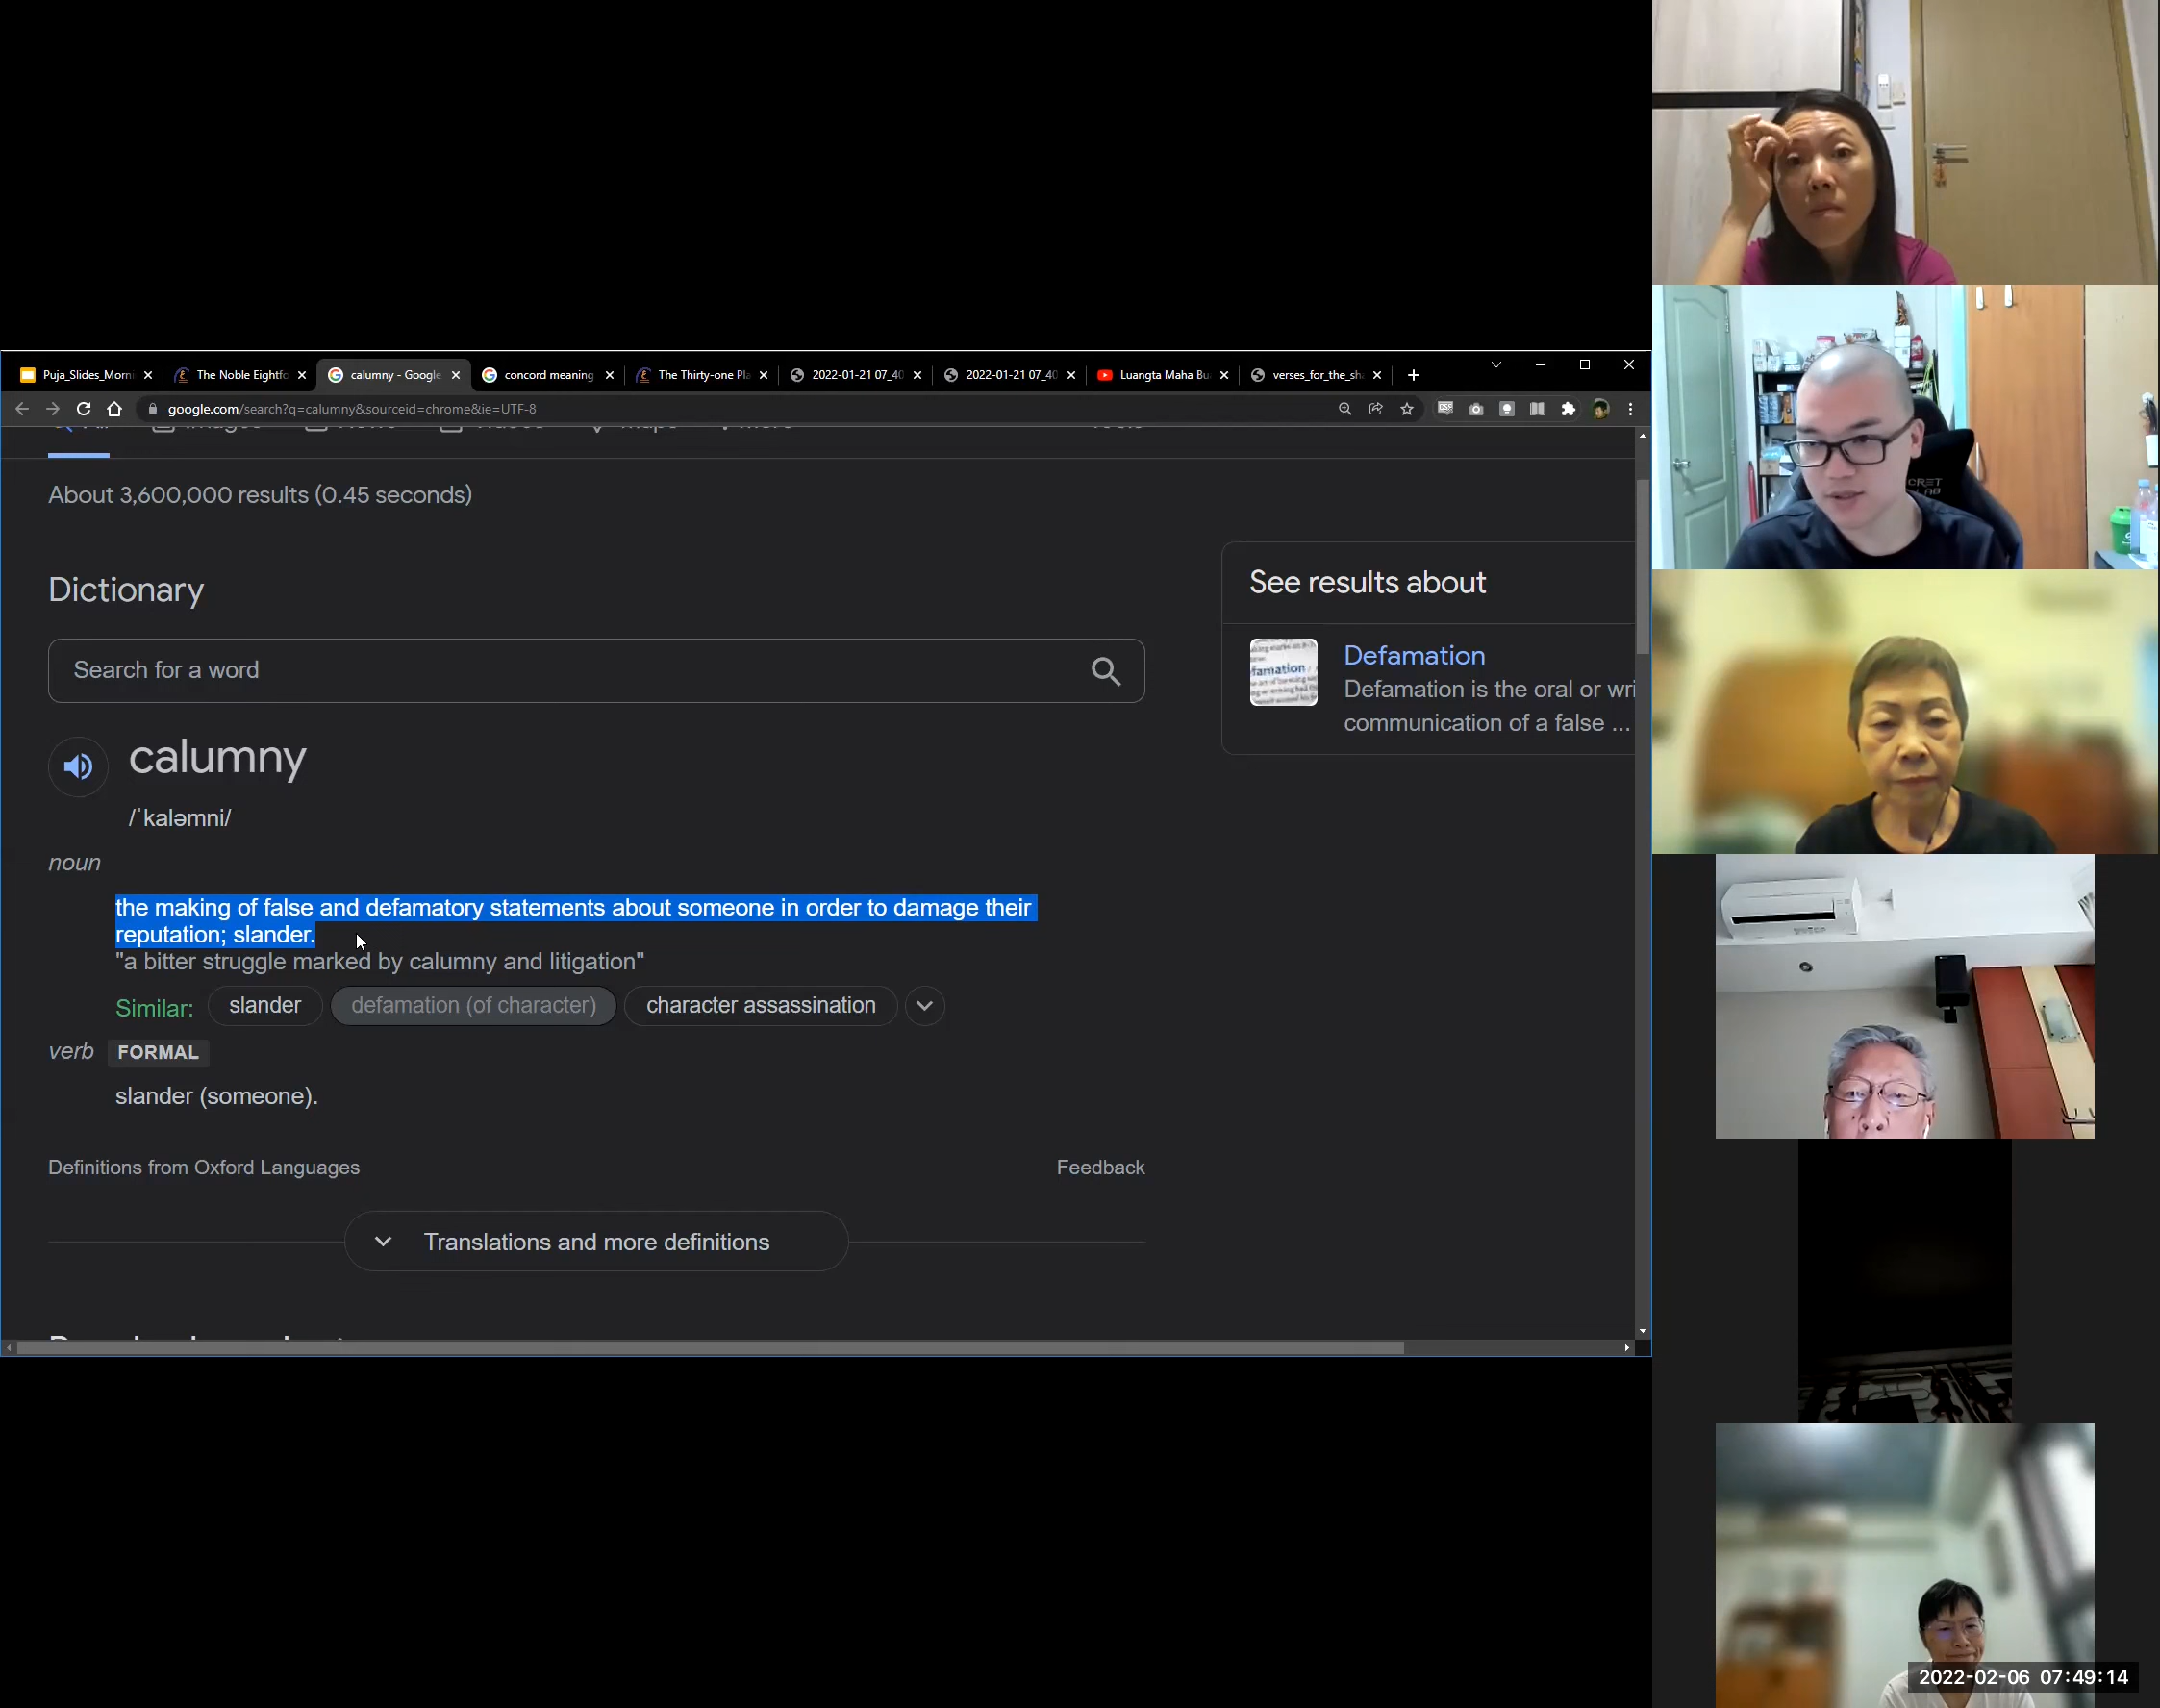 Puja_Slides_Morni
The Noble Eightfo
calumny - Google
concord meaning
The Thirty-one Pla
2022-01-21 07_40
2022-01-21 07_40
Luangta Maha Bu
verses_for_the_sh
google.com/search?q=calumny&sourceid=chrome&ie=UTF-8
About 3,600,000 results (0.45 seconds)
Dictionary
Search for a word
calumny
/ˈkaləmni/
noun
the making of false and defamatory statements about someone in order to damage their
reputation; slander.
"a bitter struggle marked by calumny and litigation"
Similar: slander defamation (of character) character assassination
verb FORMAL
slander (someone).
Definitions from Oxford Languages
Feedback
Translations and more definitions
See results about
Defamation
Defamation is the oral or wri
communication of a false ...
2022-02-06 07:49:14